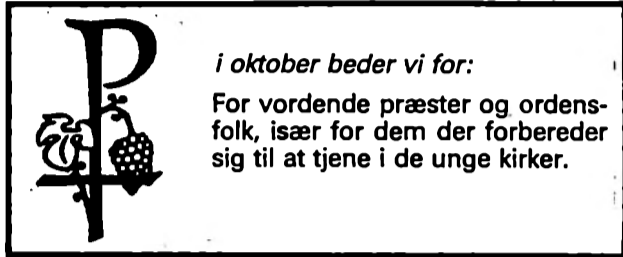 i oktober beder vi for:
For vordende præster og ordens-
folk, især for dem der forbereder
sig til at tjene i de unge kirker.